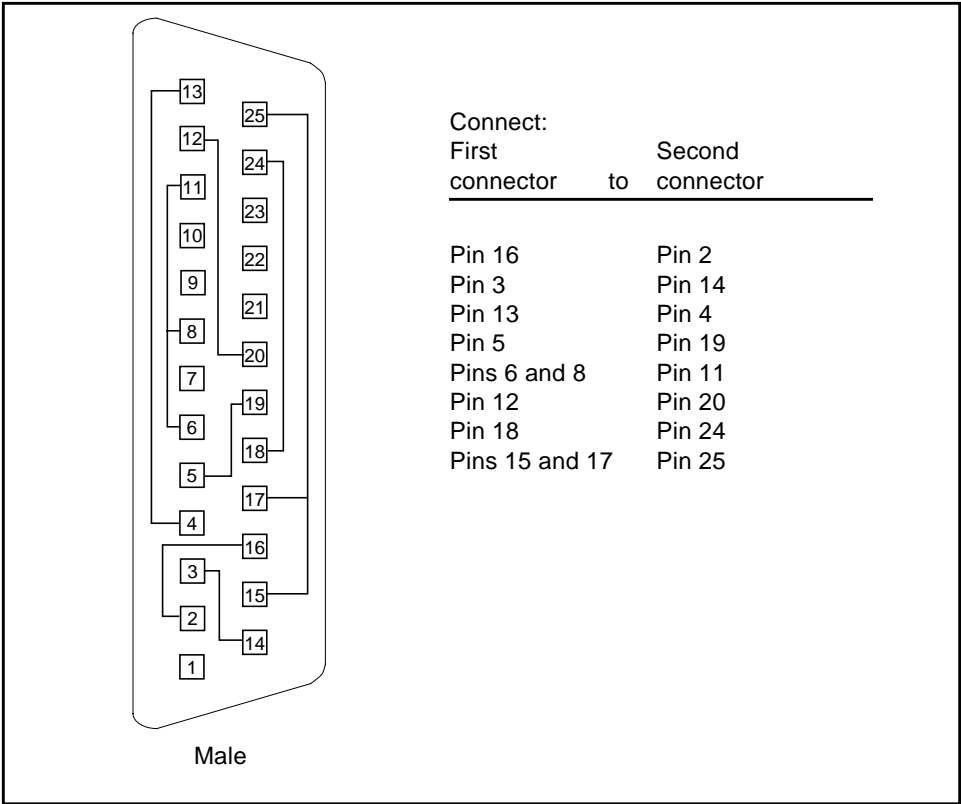 13
25
12
24
11
23
10
22
9
21
8
20
7
19
6
18
5
17
4
16
3
15
2
14
1
Male
Connect:
First Second
connector to connector
Pin 16 Pin 2
Pin 3 Pin 14
Pin 13 Pin 4
Pin 5 Pin 19
Pins 6 and 8 Pin 11
Pin 12 Pin 20
Pin 18 Pin 24
Pins 15 and 17 Pin 25